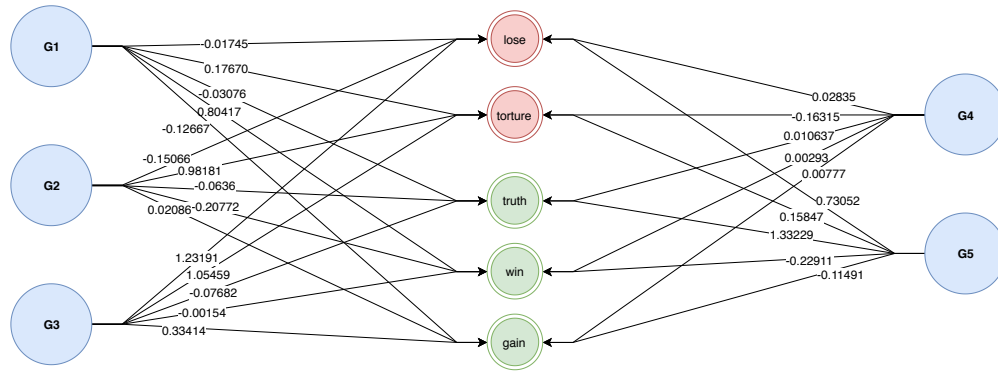 G1
G2
G3
lose
torture
truth
win
gain
G4
G5
-0.01745
0.17670
-0.03076
0.80417
-0.12667
-0.15066
0.98181
-0.0636
-0.20772
0.02086
1.23191
1.05459
-0.07682
-0.00154
0.33414
0.02835
-0.16315
0.010637
0.00293
0.00777
0.73052
0.15847
1.33229
-0.22911
-0.11491